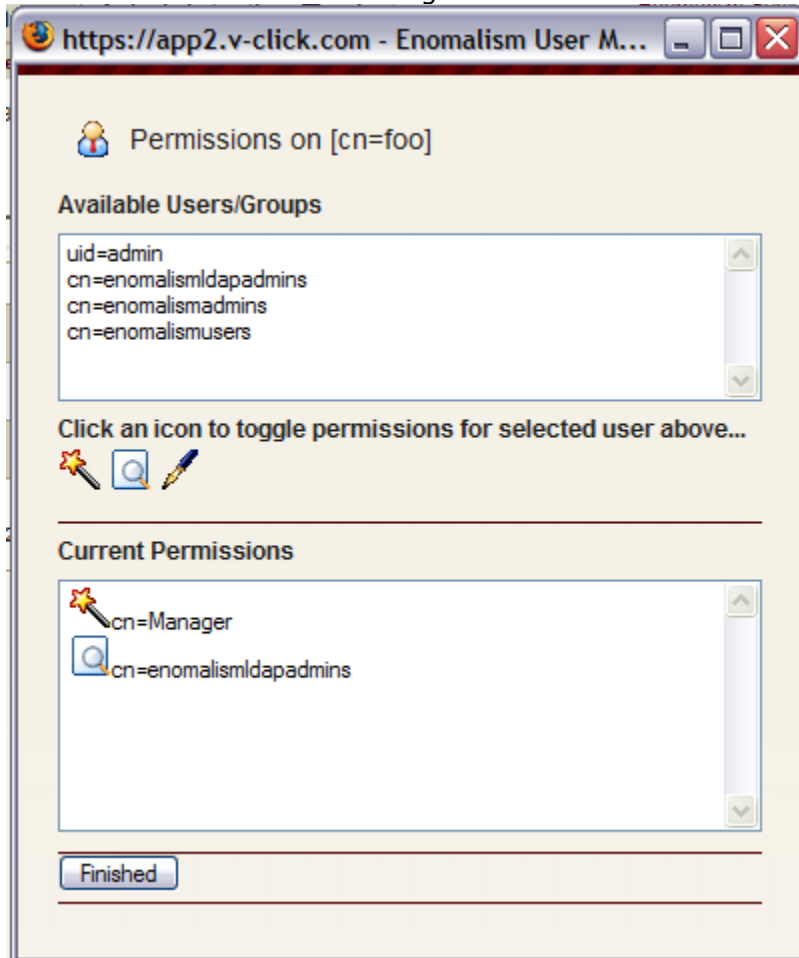 https://app2.v-click.com - Enomalism User M...
Permissions on [cn=foo]
Available Users/Groups
uid=admin
cn=enomalismldapadmins
cn=enomalismadmins
cn=enomalismusers
Click an icon to toggle permissions for selected user above...
Current Permissions
cn=Manager
cn=enomalismldapadmins
Finished